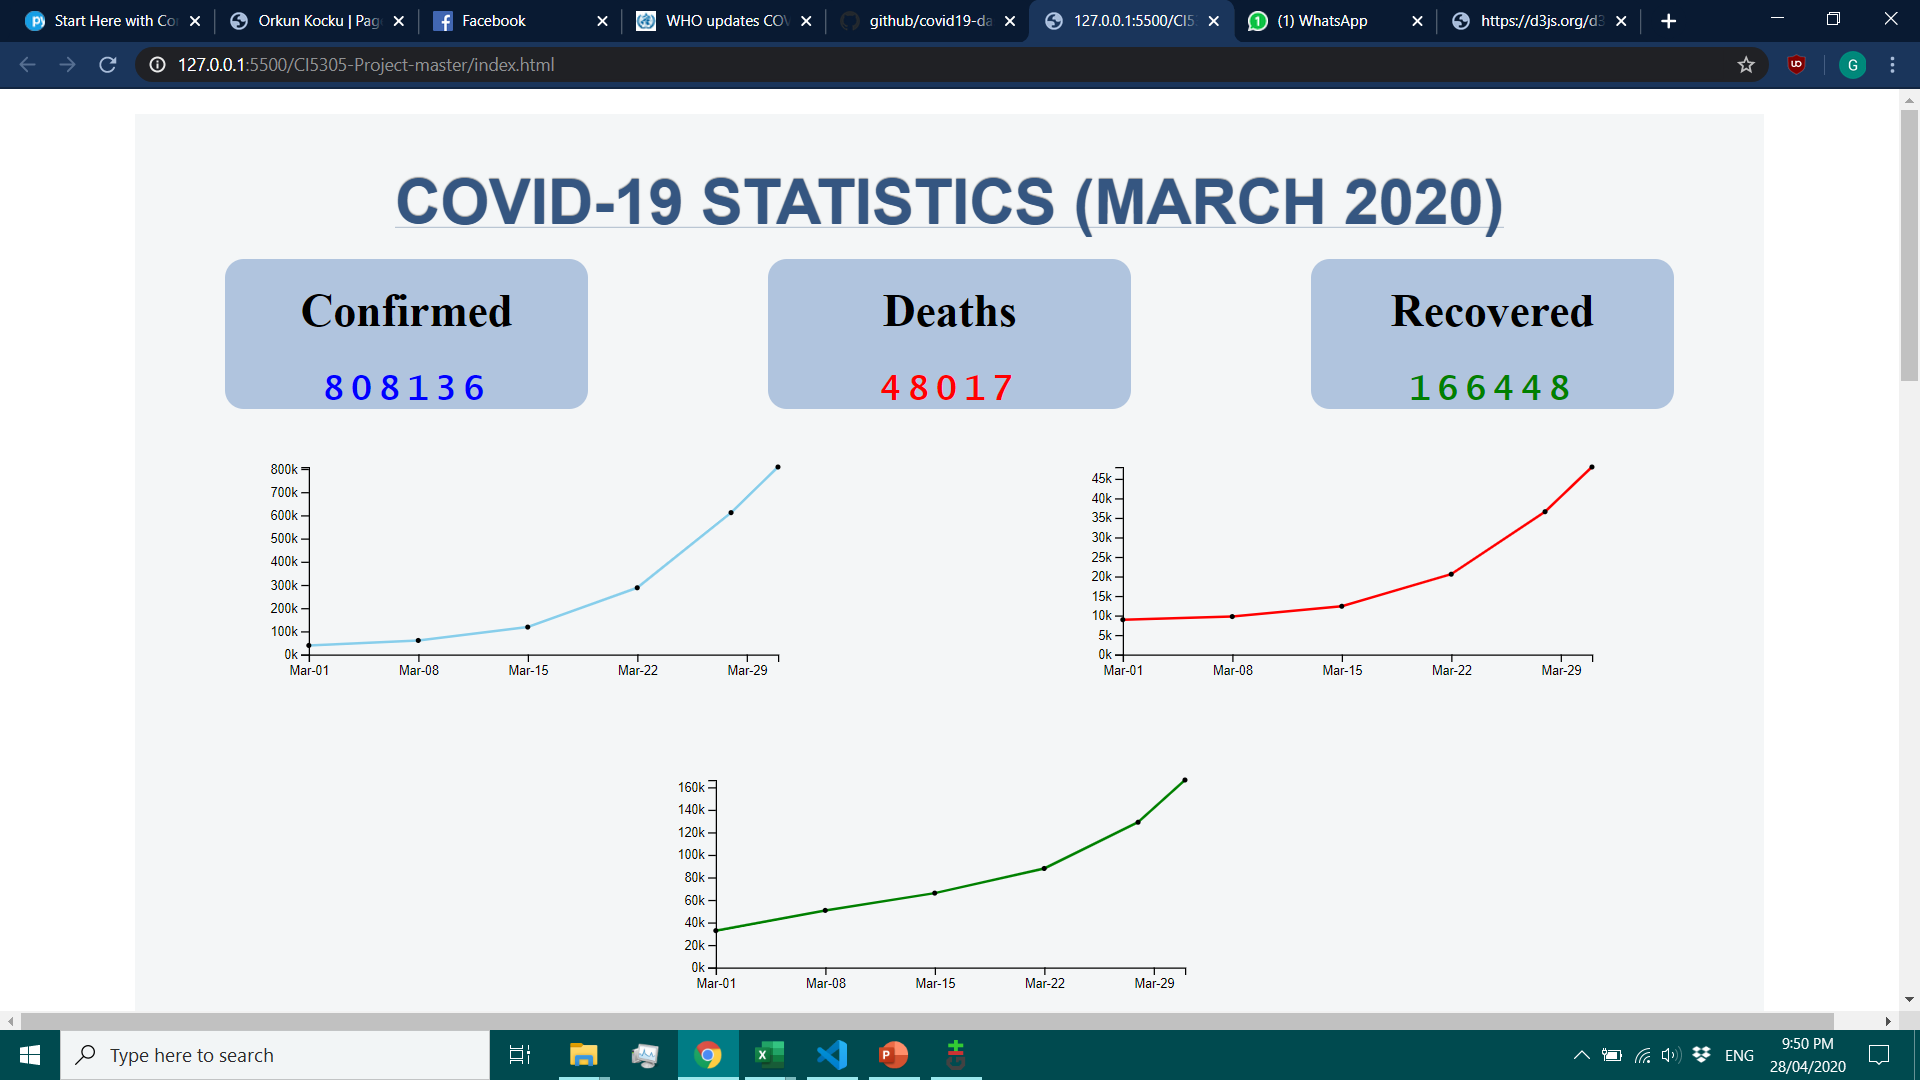 Start Here with Co
Orkun Kocku | Pag
Facebook
WHO updates COV
github/covid19-da
127.0.0.1:5500/CI5
(1) WhatsApp
https://d3js.org/d3
127.0.0.1:5500/CI5305-Project-master/index.html
G
COVID-19 STATISTICS (MARCH 2020)
Confirmed
808136
Deaths
48017
Recovered
166448
800k
700k
600k
500k
400k
300k
200k
100k
0k
Mar-01 Mar-08 Mar-15 Mar-22 Mar-29
45k
40k
35k
30k
25k
20k
15k
10k
5k
0k
Mar-01 Mar-08 Mar-15 Mar-22 Mar-29
160k
140k
120k
100k
80k
60k
40k
20k
0k
Mar-01 Mar-08 Mar-15 Mar-22 Mar-29
Type here to search
ENG
9:50 PM
28/04/2020